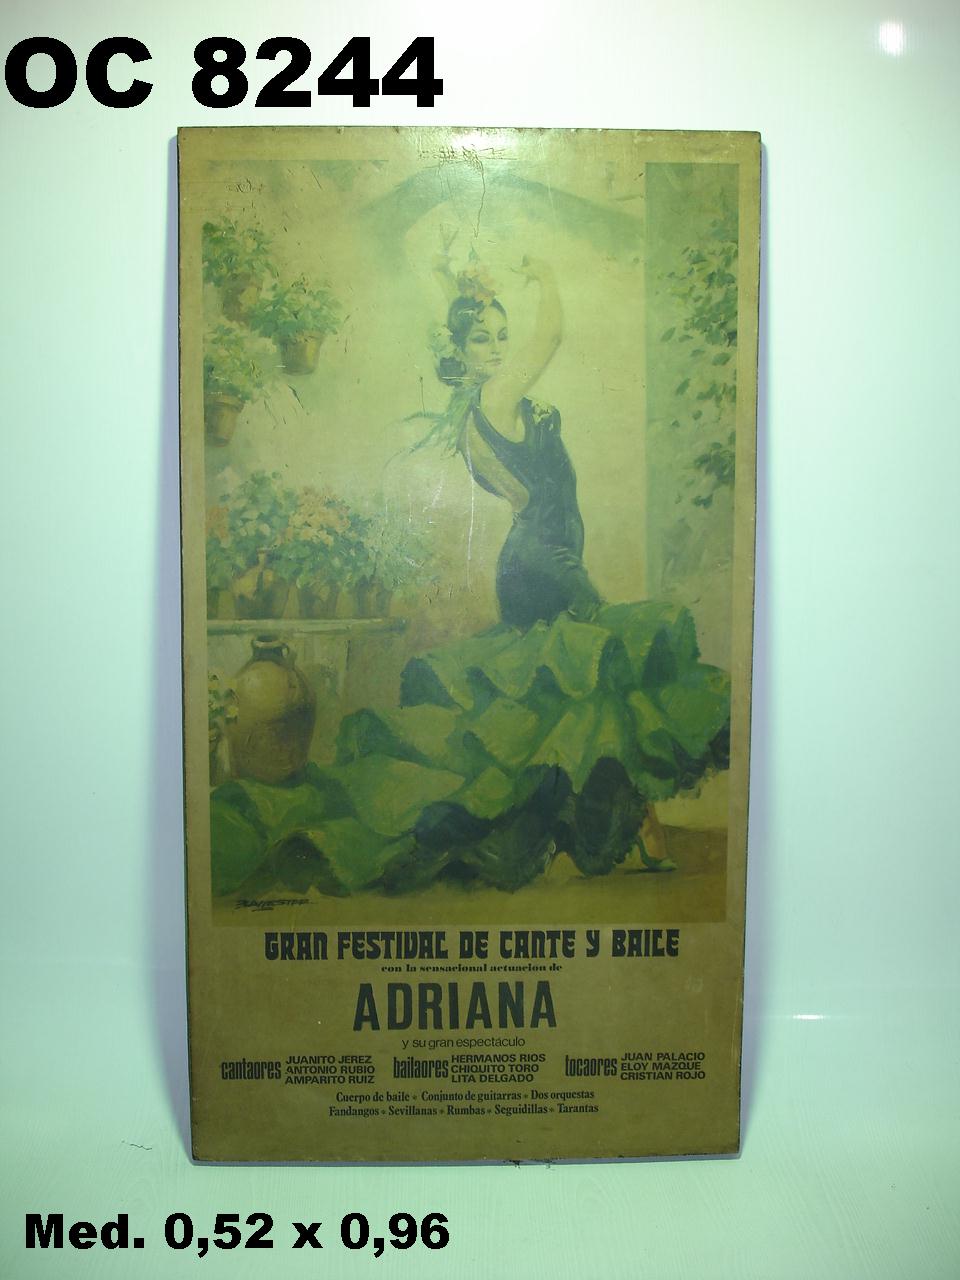 OC 8244
BALLESTER
GRAN FESTIVAL DE CANTE Y BAILE
con la sensacional actuación de
ADRIANA
y su gran espectáculo
cantaores JUANITO JEREZ
ANTONIO RUBIO
AMPARITO RUIZ
bailaores HERMANOS RIOS
CHIQUITO TORO
LITA DELGADO
tocaores JUAN PALACIO
ELOY MAZQUE
CRISTIAN ROJO
Cuerpo de baile * Conjunto de guitarras * Dos orquestas
Fandangos * Sevillanas * Rumbas * Seguidillas * Tarantas
Med. 0,52 x 0,96